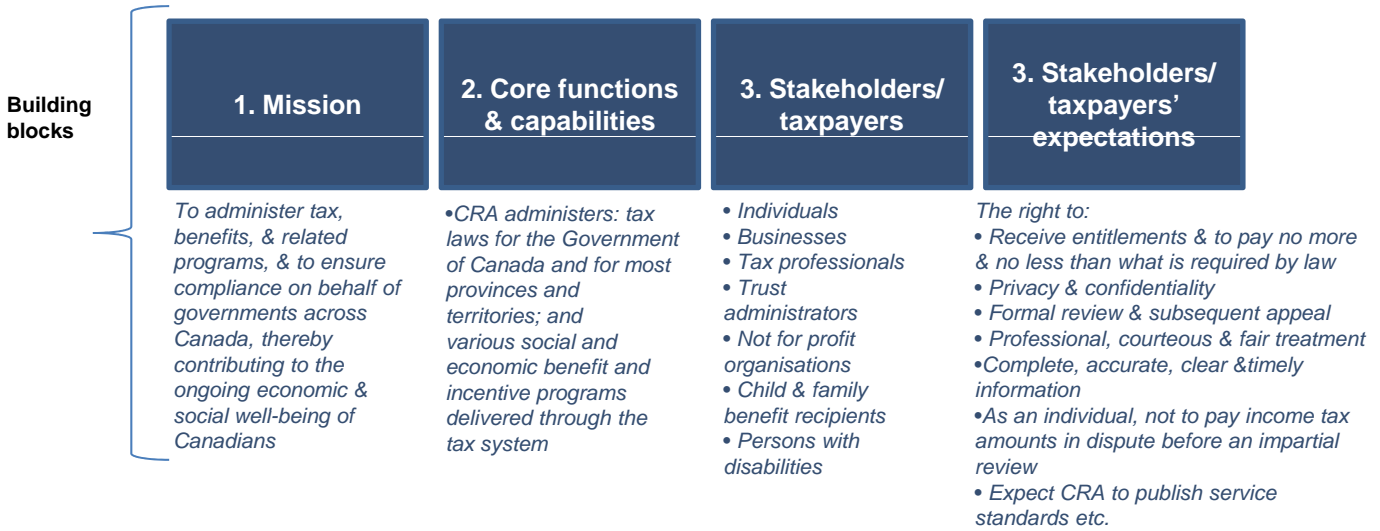 Building
blocks
1. Mission
To administer tax,
benefits, & related
programs, & to ensure
compliance on behalf of
governments across
Canada, thereby
contributing to the
ongoing economic &
social well-being of
Canadians
2. Core functions
& capabilities
•CRA administers: tax
laws for the Government
of Canada and for most
provinces and
territories; and
various social and
economic benefit and
incentive programs
delivered through the
tax system
3. Stakeholders/
taxpayers
• Individuals
• Businesses
• Tax professionals
• Trust
administrators
• Not for profit
organisations
• Child & family
benefit recipients
• Persons with
disabilities
3. Stakeholders/
taxpayers’
expectations
The right to:
• Receive entitlements & to pay no more
& no less than what is required by law
• Privacy & confidentiality
• Formal review & subsequent appeal
• Professional, courteous & fair treatment
•Complete, accurate, clear &timely
information
•As an individual, not to pay income tax
amounts in dispute before an impartial
review
• Expect CRA to publish service
standards etc.